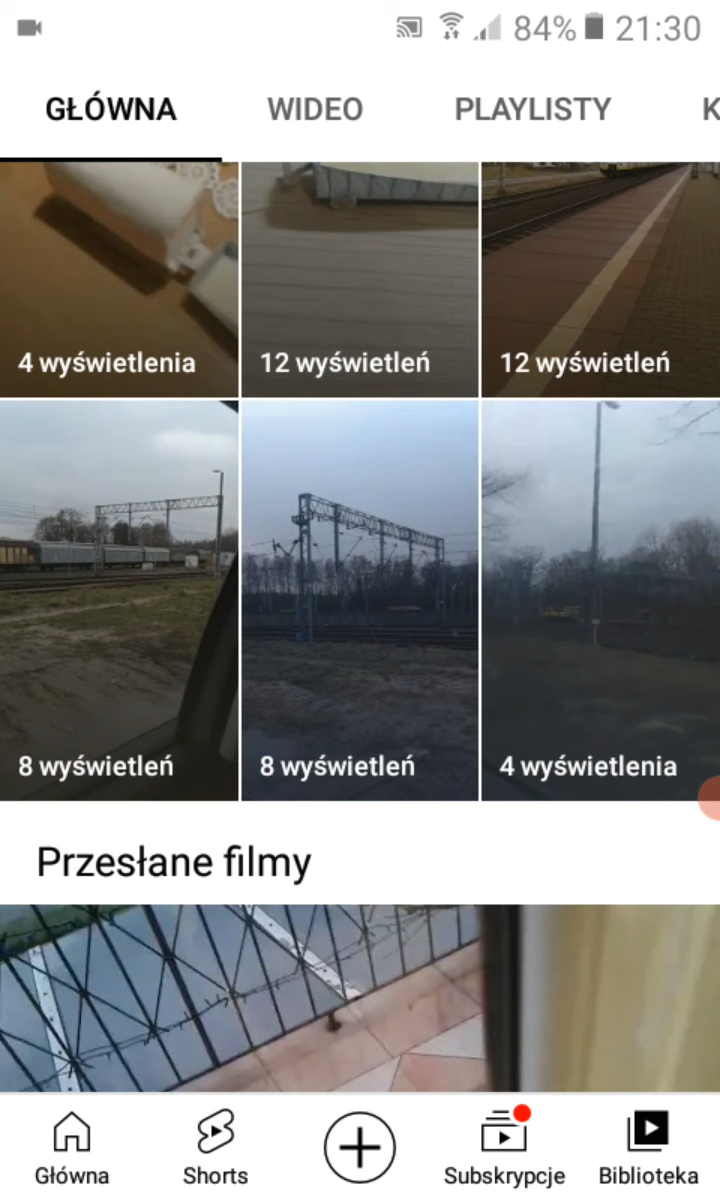 84% 21:30
GŁÓWNA WIDEO PLAYLISTY K
4 wyświetlenia 12 wyświetleń 12 wyświetleń
8 wyświetleń 8 wyświetleń 4 wyświetlenia
Przesłane filmy
Główna Shorts Subskrypcje Biblioteka